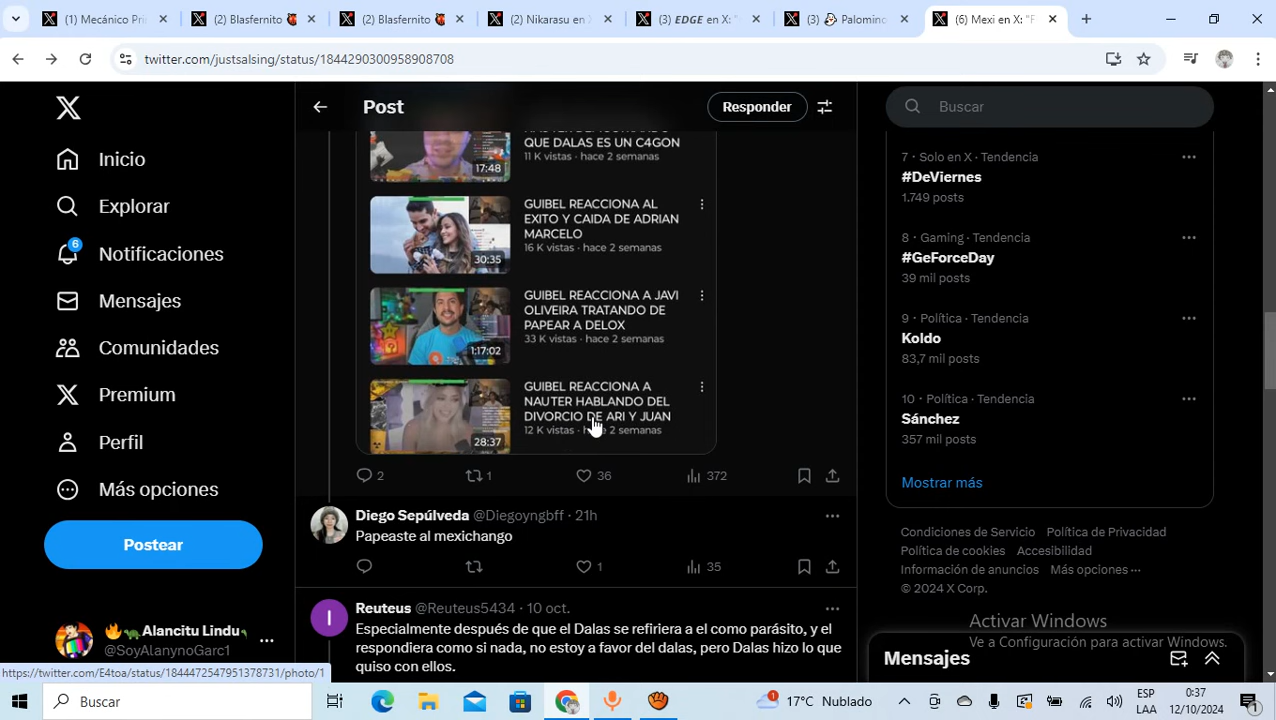 (1) Mecánico Pri
(2) Blasfernito
(2) Blasfernito
(2) Nikarasu en
(3) EDGE en X: "
(3) Palomino
(6) Mexi en X: "F
twitter.com/justsalsing/status/1844290300958908708
Post
Responder
Buscar
Inicio
Explorar
6
Notificaciones
Mensajes
Comunidades
Premium
Perfil
Más opciones
Postear
Alancitu Lindu
@SoyAlanynoGarc1
QUE DALAS ES UN C4GON
11 K vistas · hace 2 semanas
17:48
GUIBEL REACCIONA AL
EXITO Y CAIDA DE ADRIAN
MARCELO
16 K vistas · hace 2 semanas
30:35
GUIBEL REACCIONA A JAVI
OLIVEIRA TRATANDO DE
PAPEAR A DELOX
33 K vistas · hace 2 semanas
1:17:02
GUIBEL REACCIONA A
NAUTER HABLANDO DEL
DIVORCIO DE ARI Y JUAN
12 K vistas · hace 2 semanas
28:37
2 1 36 372
Diego Sepúlveda @Diegoyngbff · 21h
Papeaste al mexichango
1 35
I
Reuteus @Reuteus5434 · 10 oct.
Especialmente después de que el Dalas se refiriera a el como parásito, y el
respondiera como si nada, no estoy a favor del dalas, pero Dalas hizo lo que
quiso con ellos.
7 · Solo en X · Tendencia
#DeViernes
1.749 posts
8 · Gaming · Tendencia
#GeForceDay
39 mil posts
9 · Política · Tendencia
Koldo
83,7 mil posts
10 · Política · Tendencia
Sánchez
357 mil posts
Mostrar más
Condiciones de Servicio Política de Privacidad
Política de cookies Accesibilidad
Información de anuncios Más opciones ···
© 2024 X Corp.
Activar Windows
Ve a Configuración para activar Windows.
Mensajes
https://twitter.com/E4toa/status/1844472547951378731/photo/1
Buscar
17°C Nublado
ESP
LAA
0:37
12/10/2024
1